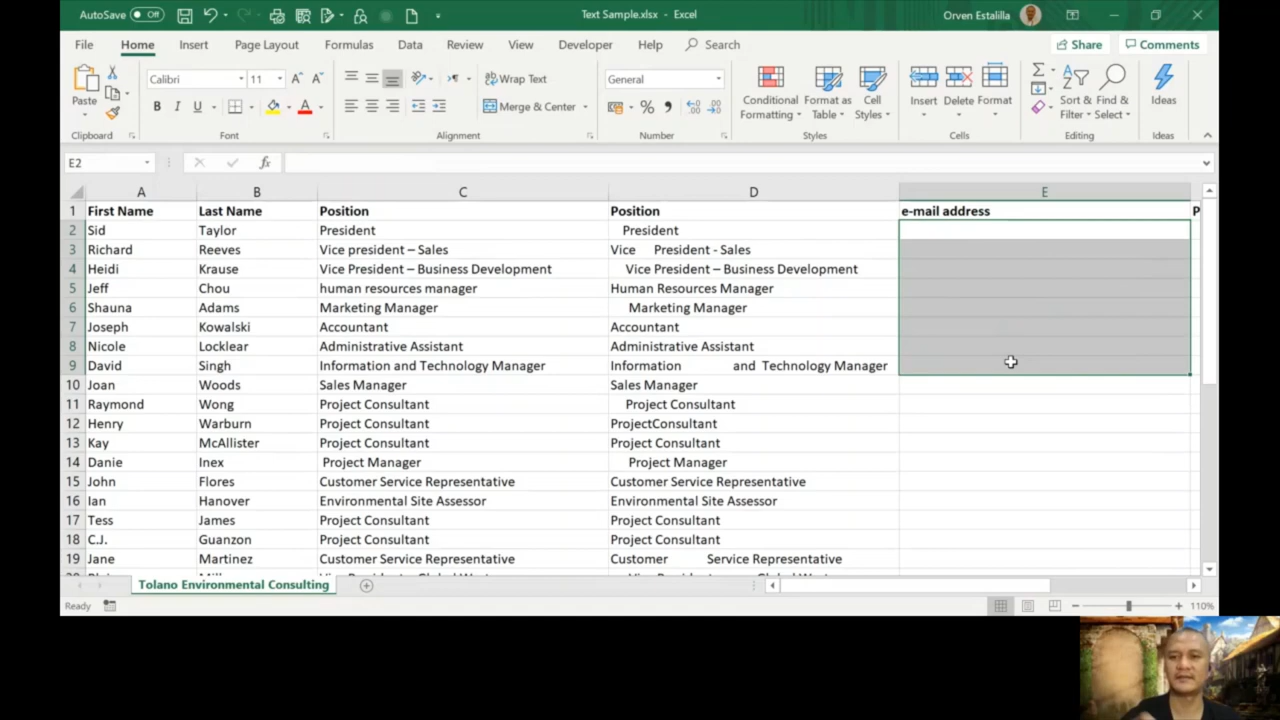 AutoSave Off Text Sample.xlsx - Excel Orven Estalilla
File Home Insert Page Layout Formulas Data Review View Developer Help Search Share Comments
Calibri 11 Wrap Text General
Paste B I U A Merge & Center % Conditional Formatting Format as Table Cell Styles Insert Delete Format Sort & Filter Find & Select Ideas
Clipboard Font Alignment Number Styles Cells Editing Ideas
E2 fx
A B C D E
1 First Name Last Name Position Position e-mail address P
2 Sid Taylor President President
3 Richard Reeves Vice president – Sales Vice President - Sales
4 Heidi Krause Vice President – Business Development Vice President – Business Development
5 Jeff Chou human resources manager Human Resources Manager
6 Shauna Adams Marketing Manager Marketing Manager
7 Joseph Kowalski Accountant Accountant
8 Nicole Locklear Administrative Assistant Administrative Assistant
9 David Singh Information and Technology Manager Information and Technology Manager
10 Joan Woods Sales Manager Sales Manager
11 Raymond Wong Project Consultant Project Consultant
12 Henry Warburn Project Consultant ProjectConsultant
13 Kay McAllister Project Consultant Project Consultant
14 Danie Inex Project Manager Project Manager
15 John Flores Customer Service Representative Customer Service Representative
16 Ian Hanover Environmental Site Assessor Environmental Site Assessor
17 Tess James Project Consultant Project Consultant
18 C.J. Guanzon Project Consultant Project Consultant
19 Jane Martinez Customer Service Representative Customer Service Representative
Tolano Environmental Consulting
Ready 110%